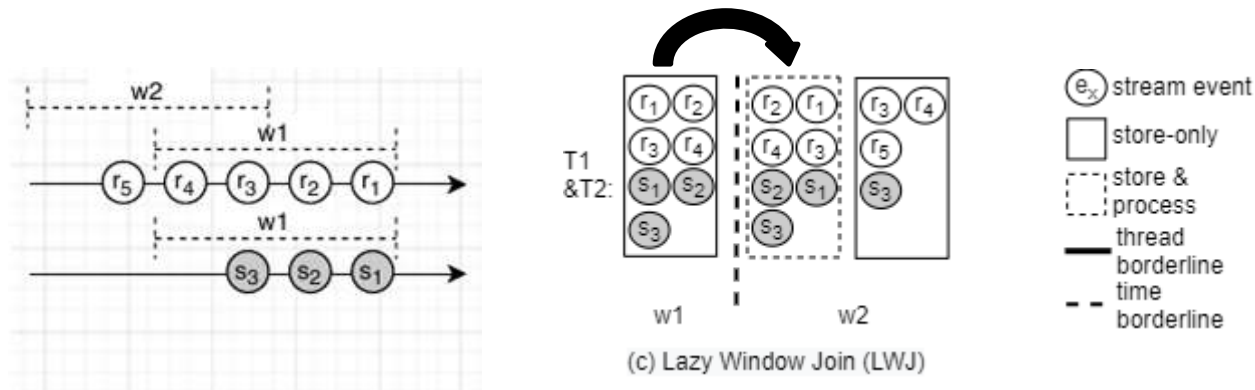 w2
w1
r5 r4 r3 r2 r1
w1
s3 s2 s1
T1
&T2:
r1 r2
r3 r4
s1 s2
s3
r2 r1
r4 r3
s2 s1
s3
r3 r4
r5
s3
w1 w2
(c) Lazy Window Join (LWJ)
ex stream event
store-only
store &
process
thread
borderline
time
borderline